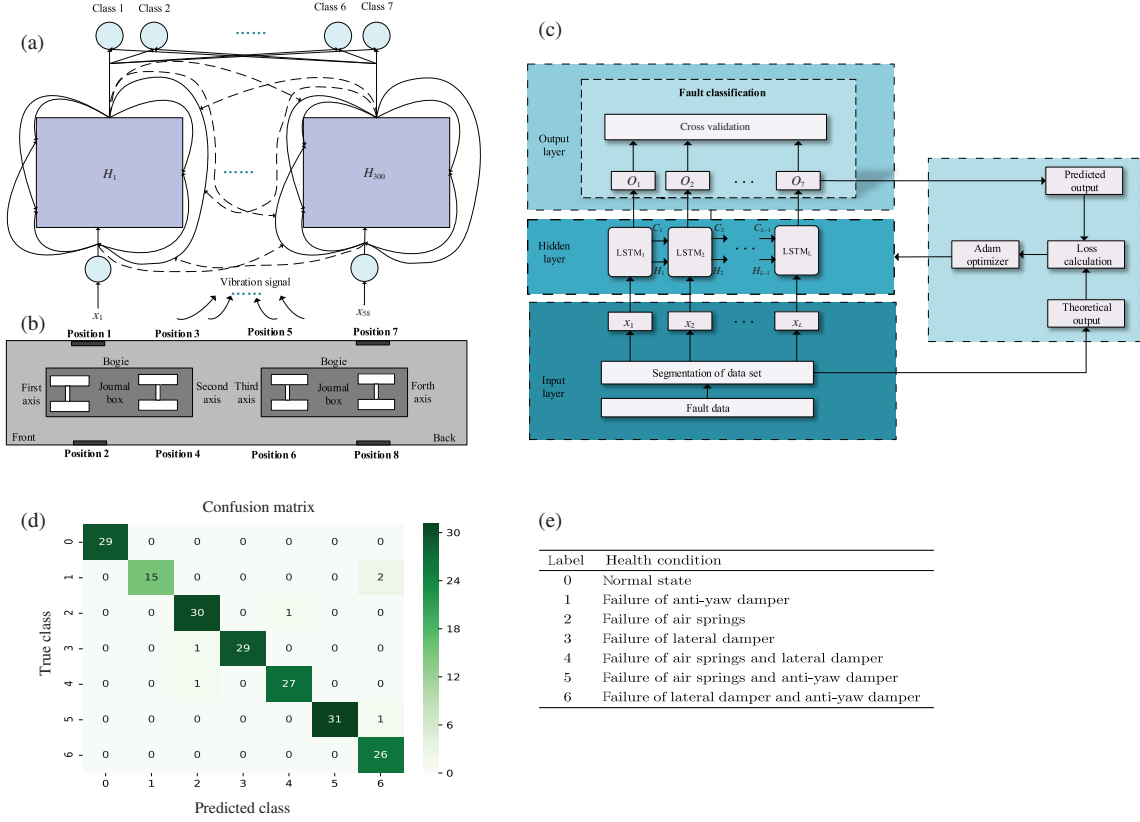 (a)
Class 1 Class 2 Class 6 Class 7
H1 H300
Vibration signal
x1 x58
(b)
Position 1 Position 3 Position 5 Position 7
Bogie Bogie
First axis Journal box Second axis Third axis Journal box Forth axis
Front Back
Position 2 Position 4 Position 6 Position 8
(c)
Fault classification
Cross validation
Output layer
O1 O2 . . . O7
Predicted output
Hidden layer
C1 C2 CL-1
LSTM1 LSTM2 . . . LSTML
H1 H2 HL-1
Adam optimizer
Loss calculation
Theoretical output
x1 x2 . . . xL
Input layer
Segmentation of data set
Fault data
(d)
Confusion matrix
True class
0 29 0 0 0 0 0 0
1 0 15 0 0 0 0 2
2 0 0 30 0 1 0 0
3 0 0 1 29 0 0 0
4 0 0 1 0 27 0 0
5 0 0 0 0 0 31 1
6 0 0 0 0 0 0 26
0 1 2 3 4 5 6
Predicted class
30
24
18
12
6
0
(e)
Label Health condition
0 Normal state
1 Failure of anti-yaw damper
2 Failure of air springs
3 Failure of lateral damper
4 Failure of air springs and lateral damper
5 Failure of air springs and anti-yaw damper
6 Failure of lateral damper and anti-yaw damper